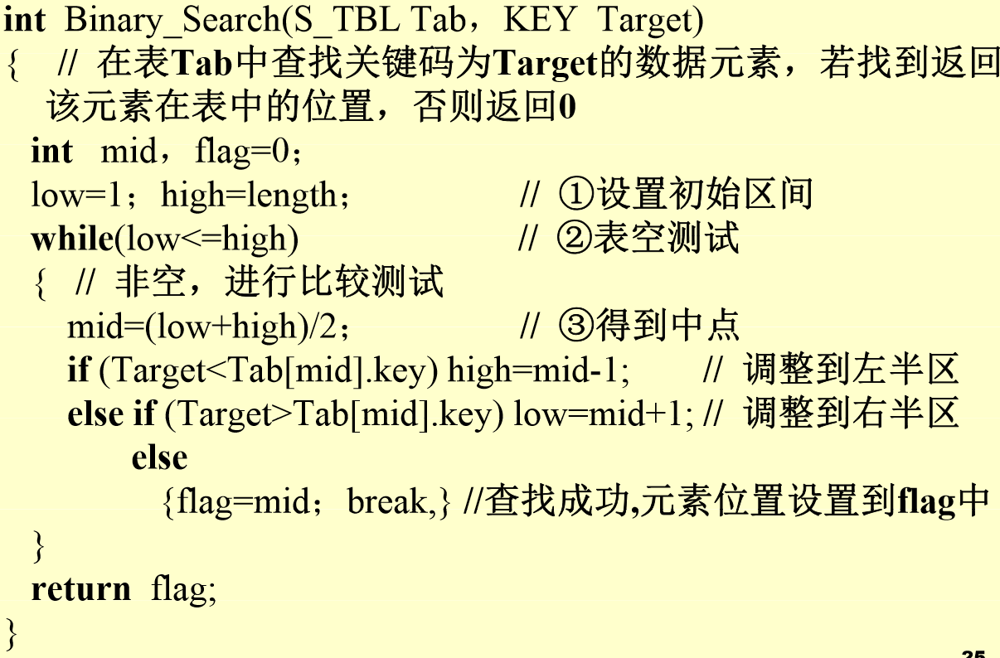 int Binary_Search(S_TBL Tab，KEY Target)
{ // 在表Tab中查找关键码为Target的数据元素，若找到返回
该元素在表中的位置，否则返回0
int mid，flag=0；
low=1；high=length； // ①设置初始区间
while(low<=high) // ②表空测试
{ // 非空，进行比较测试
mid=(low+high)/2； // ③得到中点
if (Target<Tab[mid].key) high=mid-1; // 调整到左半区
else if (Target>Tab[mid].key) low=mid+1; // 调整到右半区
else
{flag=mid；break,} //查找成功,元素位置设置到flag中
}
return flag;
}
25